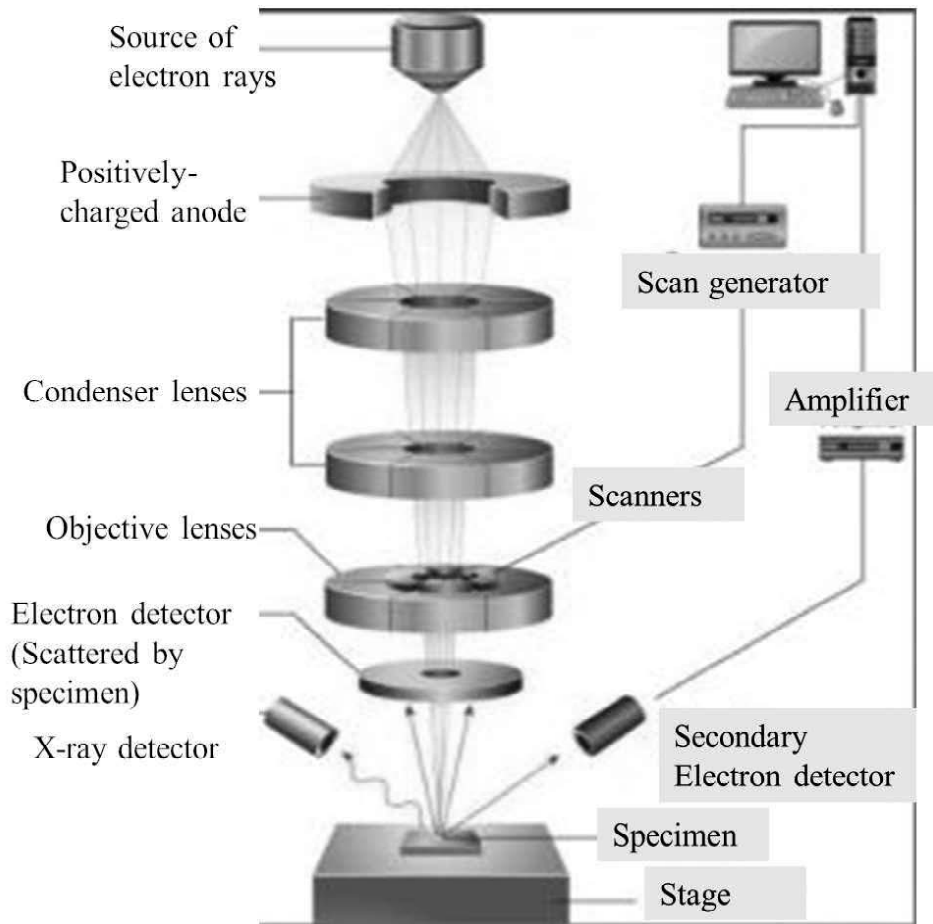 Source of
electron rays
Positively-
charged anode
Scan generator
Condenser lenses
Amplifier
Scanners
Objective lenses
Electron detector
(Scattered by
specimen)
X-ray detector
Secondary
Electron detector
Specimen
Stage